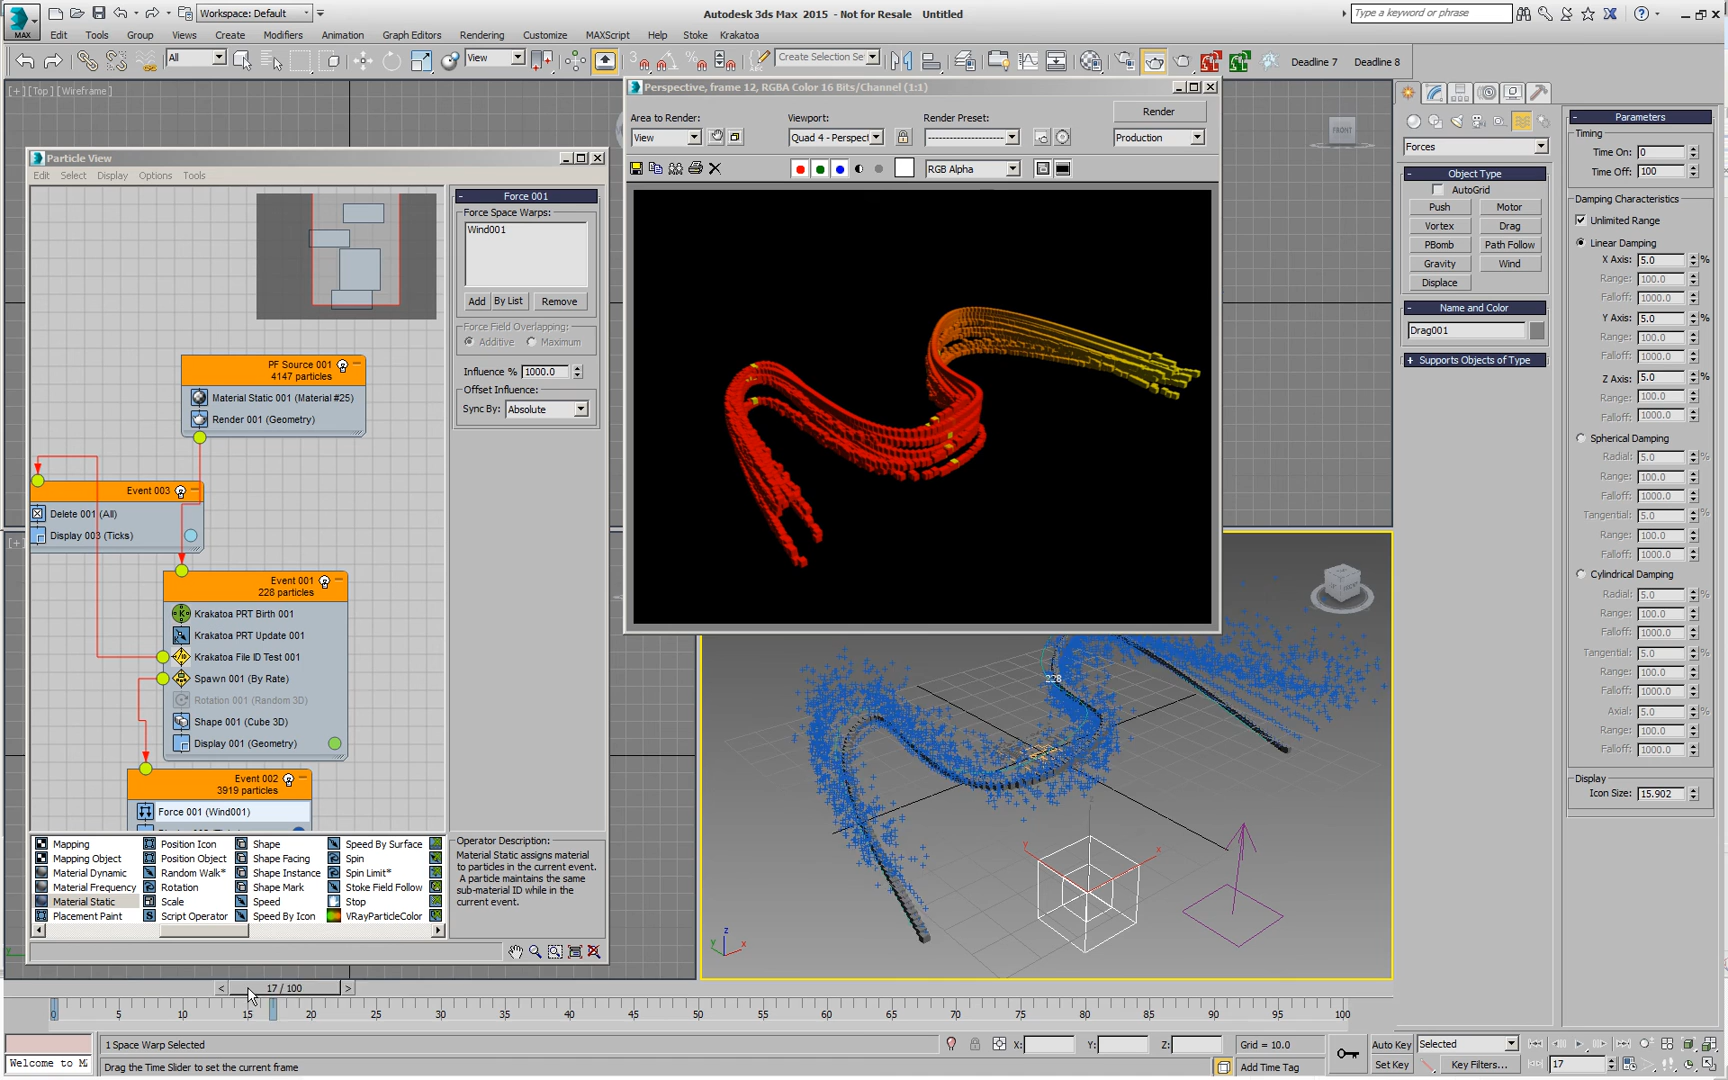 Workspace: Default
Autodesk 3ds Max 2015 - Not for Resale Untitled
Type a keyword or phrase
MAX
Edit Tools Group Views Create Modifiers Animation Graph Editors Rendering Customize MAXScript Help Stoke Krakatoa
All
View
Create Selection Se
Deadline 7 Deadline 8
[+] [Top] [Wireframe]
Perspective, frame 12, RGBA Color 16 Bits/Channel (1:1)
Area to Render:
View
Viewport:
Quad 4 - Perspect
Render Preset:
Render
Production
RGB Alpha
Particle View
Edit Select Display Options Tools
PF Source 001
4147 particles
Material Static 001 (Material #25)
Render 001 (Geometry)
Event 003
Delete 001 (All)
Display 003 (Ticks)
Event 001
228 particles
Krakatoa PRT Birth 001
Krakatoa PRT Update 001
Krakatoa File ID Test 001
Spawn 001 (By Rate)
Rotation 001 (Random 3D)
Shape 001 (Cube 3D)
Display 001 (Geometry)
Event 002
3919 particles
Force 001 (Wind001)
Force 001
Force Space Warps:
Wind001
Add By List Remove
Force Field Overlapping:
Additive Maximum
Influence % 1000.0
Offset Influence:
Sync By: Absolute
Mapping Position Icon Shape Speed By Surface
Mapping Object Position Object Shape Facing Spin
Material Dynamic Random Walk* Shape Instance Spin Limit*
Material Frequency Rotation Shape Mark Stoke Field Follow
Material Static Scale Speed Stop
Placement Paint Script Operator Speed By Icon VRayParticleColor
Operator Description:
Material Static assigns material
to particles in the current event.
A particle maintains the same
sub-material ID while in the
current event.
FRONT
228
z
y x
y x
Forces
Object Type
AutoGrid
Push Motor
Vortex Drag
PBomb Path Follow
Gravity Wind
Displace
Name and Color
Drag001
Supports Objects of Type
Parameters
Timing
Time On: 0
Time Off: 100
Damping Characteristics
Unlimited Range
Linear Damping
X Axis: 5.0 %
Range: 100.0
Falloff: 1000.0
Y Axis: 5.0 %
Range: 100.0
Falloff: 1000.0
Z Axis: 5.0 %
Range: 100.0
Falloff: 1000.0
Spherical Damping
Radial: 5.0 %
Range: 100.0
Falloff: 1000.0
Tangential: 5.0 %
Range: 100.0
Falloff: 1000.0
Cylindrical Damping
Radial: 5.0 %
Range: 100.0
Falloff: 1000.0
Tangential: 5.0 %
Range: 100.0
Falloff: 1000.0
Axial: 5.0 %
Range: 100.0
Falloff: 1000.0
Display
Icon Size: 15.902
< 17 / 100 >
0 5 10 15 20 25 30 35 40 45 50 55 60 65 70 75 80 85 90 95 100
1 Space Warp Selected
X: Y: Z: Grid = 10.0
Auto Key Selected
Welcome to M
Drag the Time Slider to set the current frame
Add Time Tag
Set Key Key Filters... 17